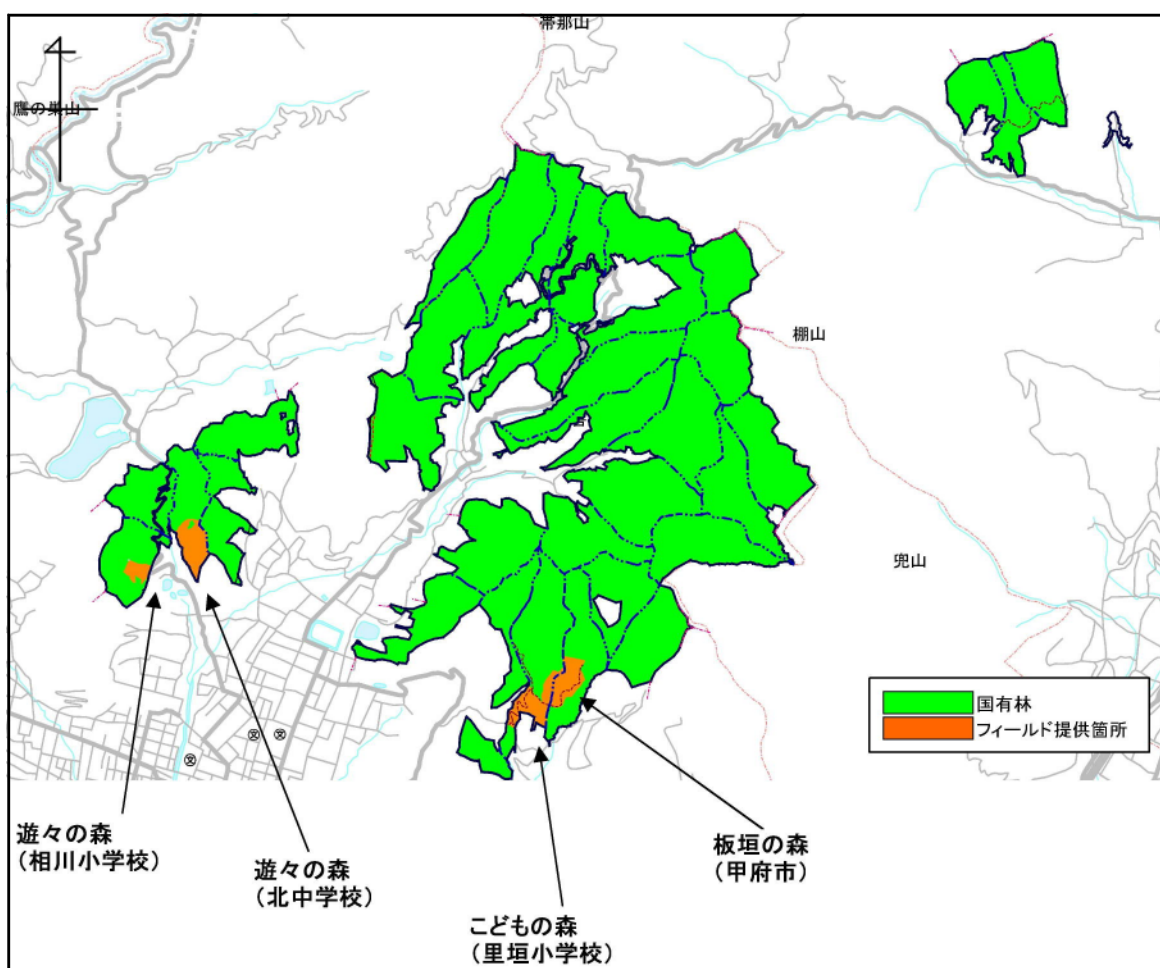 帯那山
鷹の巣山
棚山
兜山
国有林
フィールド提供箇所
遊々の森
（相川小学校）
遊々の森
（北中学校）
こどもの森
（里垣小学校）
板垣の森
（甲府市）